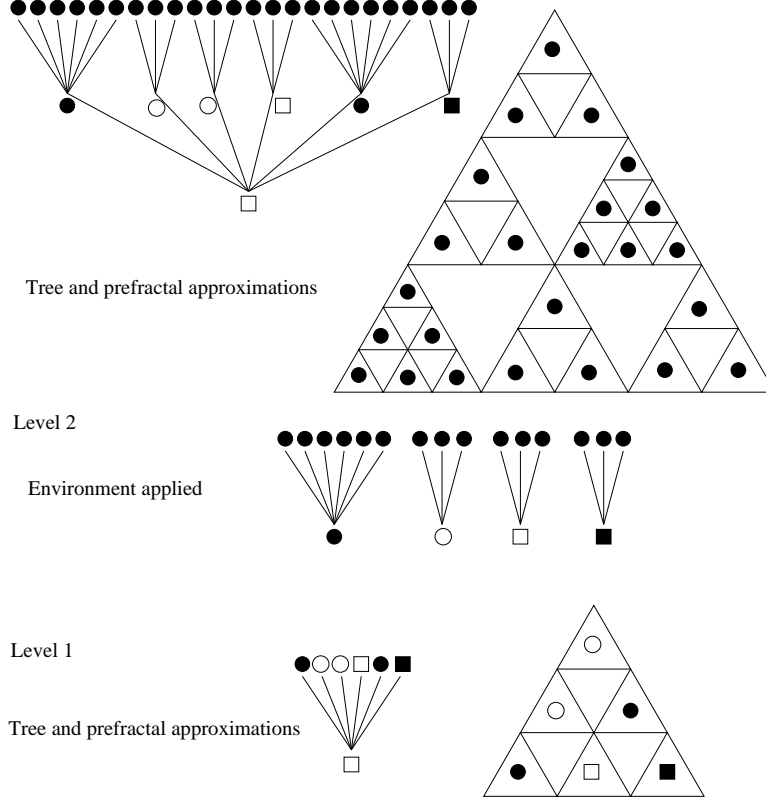 Tree and prefractal approximations
Level 2
Environment applied
Level 1
Tree and prefractal approximations